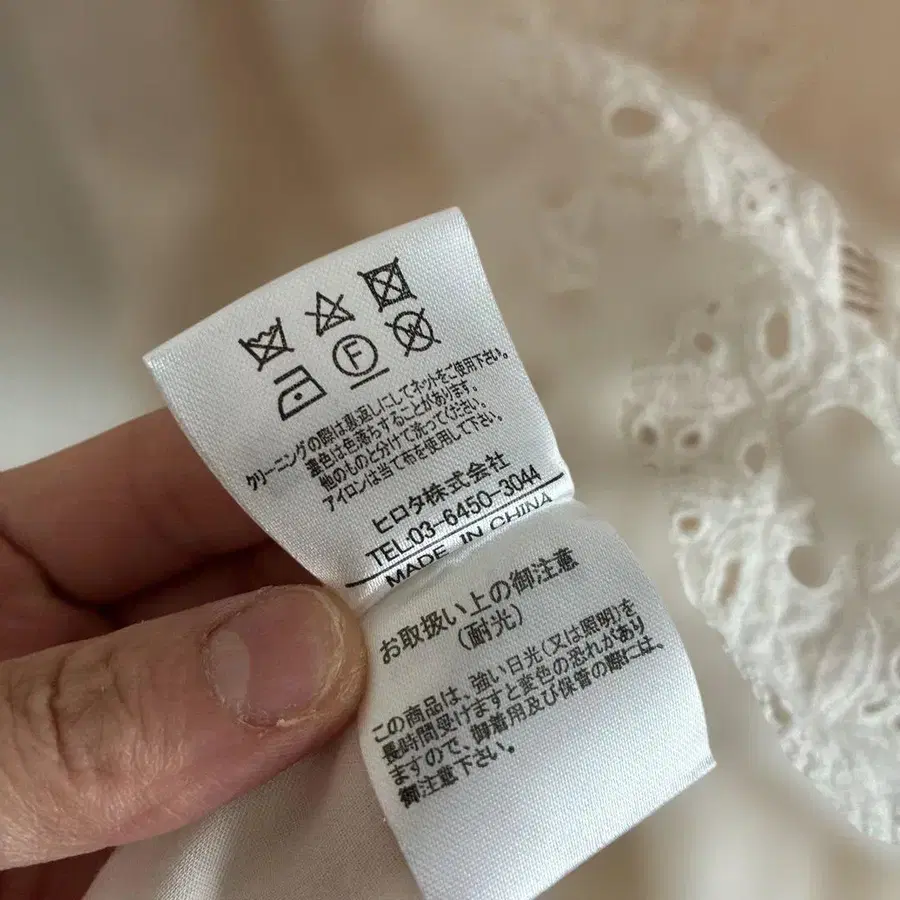 F
クリーニングの際は裏返しにしてネットをご使用下さい。
濃色は色落ちすることがあります。
他のものと分けて洗ってください。
アイロンは当て布を使用して下さい。
ヒロタ株式会社
TEL:03-6450-3044
MADE IN CHINA
お取扱い上の御注意
(耐光)
この商品は、強い日光(又は照明)を
長時間受けますと変色の恐れがあり
ますので、御着用及び保管の際には、
御注意下さい。